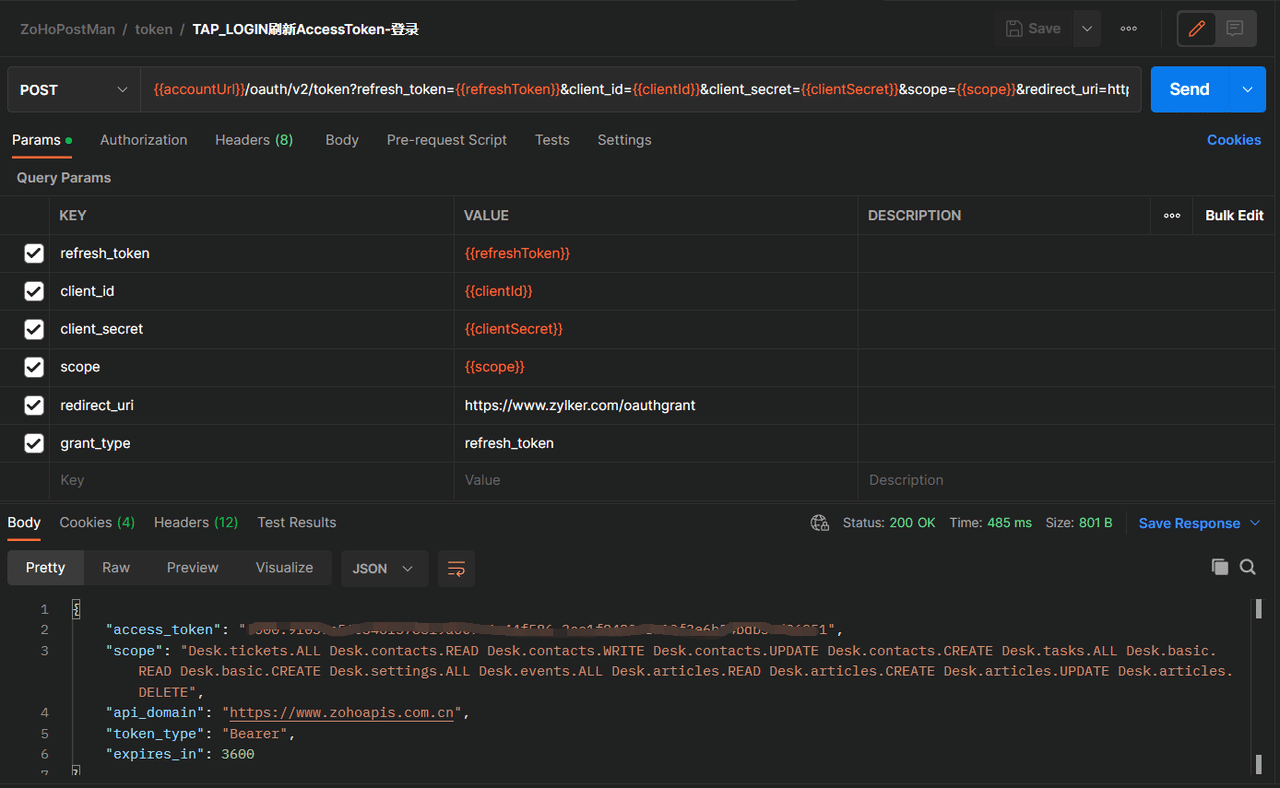 ZoHoPostMan / token / TAP_LOGIN刷新AccessToken-登录
Save
POST
{{accountUrl}}/oauth/v2/token?refresh_token={{refreshToken}}&client_id={{clientId}}&client_secret={{clientSecret}}&scope={{scope}}&redirect_uri=http
Send
Params Authorization Headers (8) Body Pre-request Script Tests Settings Cookies
Query Params
KEY VALUE DESCRIPTION Bulk Edit
refresh_token {{refreshToken}}
client_id {{clientId}}
client_secret {{clientSecret}}
scope {{scope}}
redirect_uri https://www.zylker.com/oauthgrant
grant_type refresh_token
Key Value Description
Body Cookies (4) Headers (12) Test Results Status: 200 OK Time: 485 ms Size: 801 B Save Response
Pretty Raw Preview Visualize JSON
1 {
2 "access_token": "
3 "scope": "Desk.tickets.ALL Desk.contacts.READ Desk.contacts.WRITE Desk.contacts.UPDATE Desk.contacts.CREATE Desk.tasks.ALL Desk.basic.
READ Desk.basic.CREATE Desk.settings.ALL Desk.events.ALL Desk.articles.READ Desk.articles.CREATE Desk.articles.UPDATE Desk.articles.
DELETE",
4 "api_domain": "https://www.zohoapis.com.cn",
5 "token_type": "Bearer",
6 "expires_in": 3600
7 }